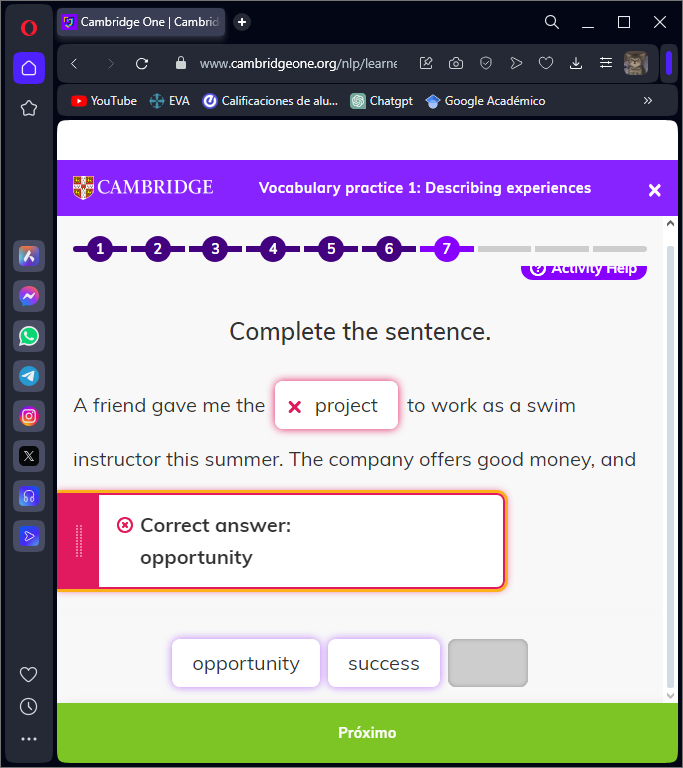 Cambridge One | Cambrid
www.cambridgeone.org/nlp/learne
YouTube EVA Calificaciones de alu... Chatgpt Google Académico
CAMBRIDGE Vocabulary practice 1: Describing experiences
1 2 3 4 5 6 7
Activity Help
Complete the sentence.
A friend gave me the project to work as a swim
instructor this summer. The company offers good money, and
Correct answer:
opportunity
opportunity success
Próximo